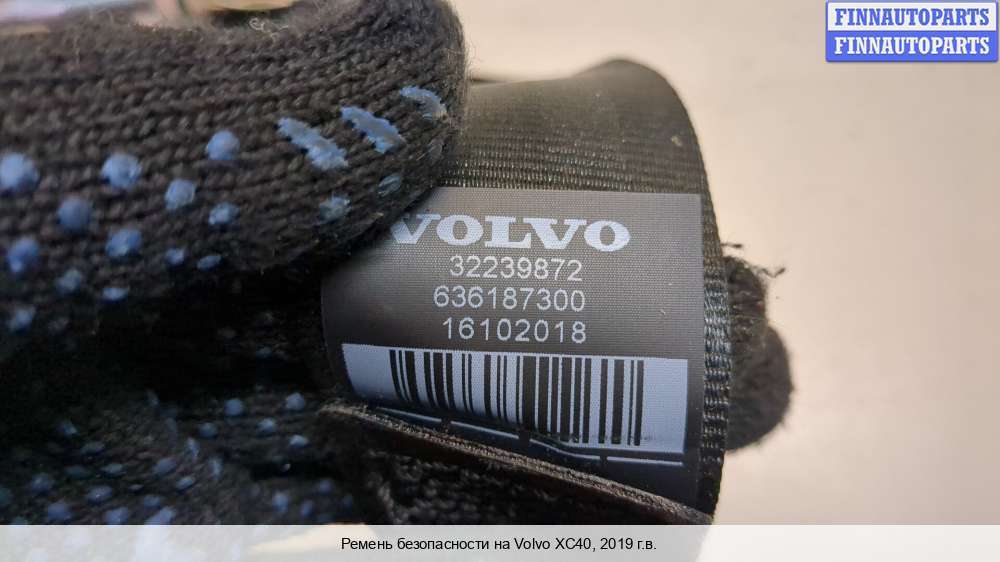 FINNAUTOPARTS
FINNAUTOPARTS
VOLVO
32239872
636187300
16102018
Ремень безопасности на Volvo XC40, 2019 г.в.